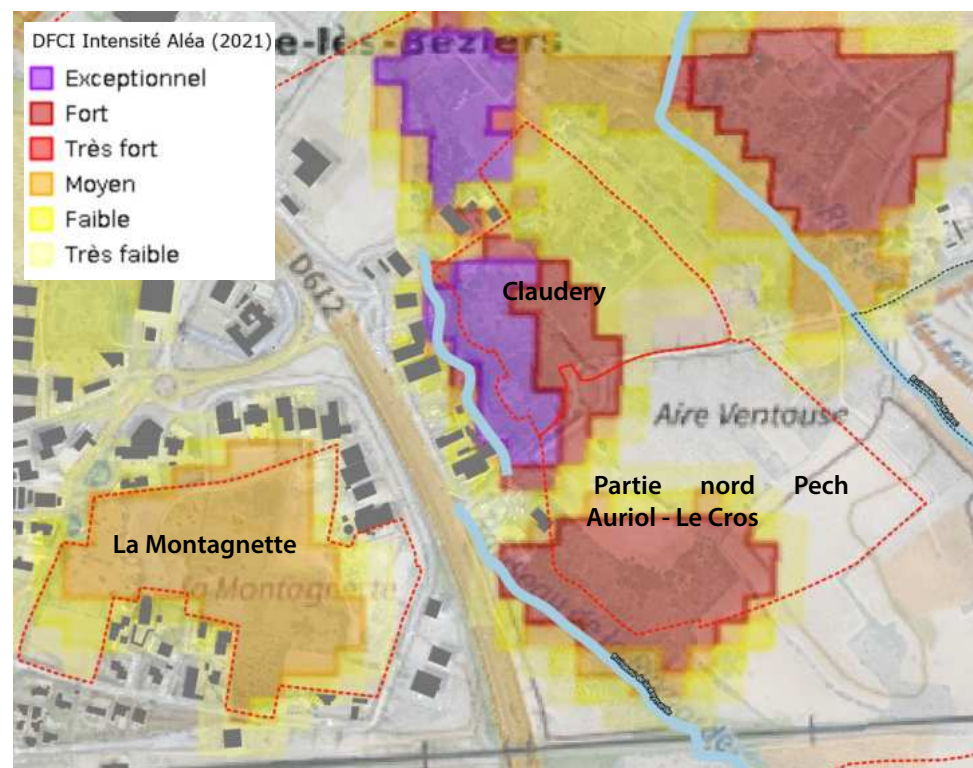 DFCI Intensité Aléa (2021)
e-lès-Béziers
Exceptionnel
Fort
Très fort
Moyen
Faible
Très faible
D612
Claudery
Aire Ventouse
Partie nord Pech
Auriol - Le Cros
La Montagnette
la Montagnette